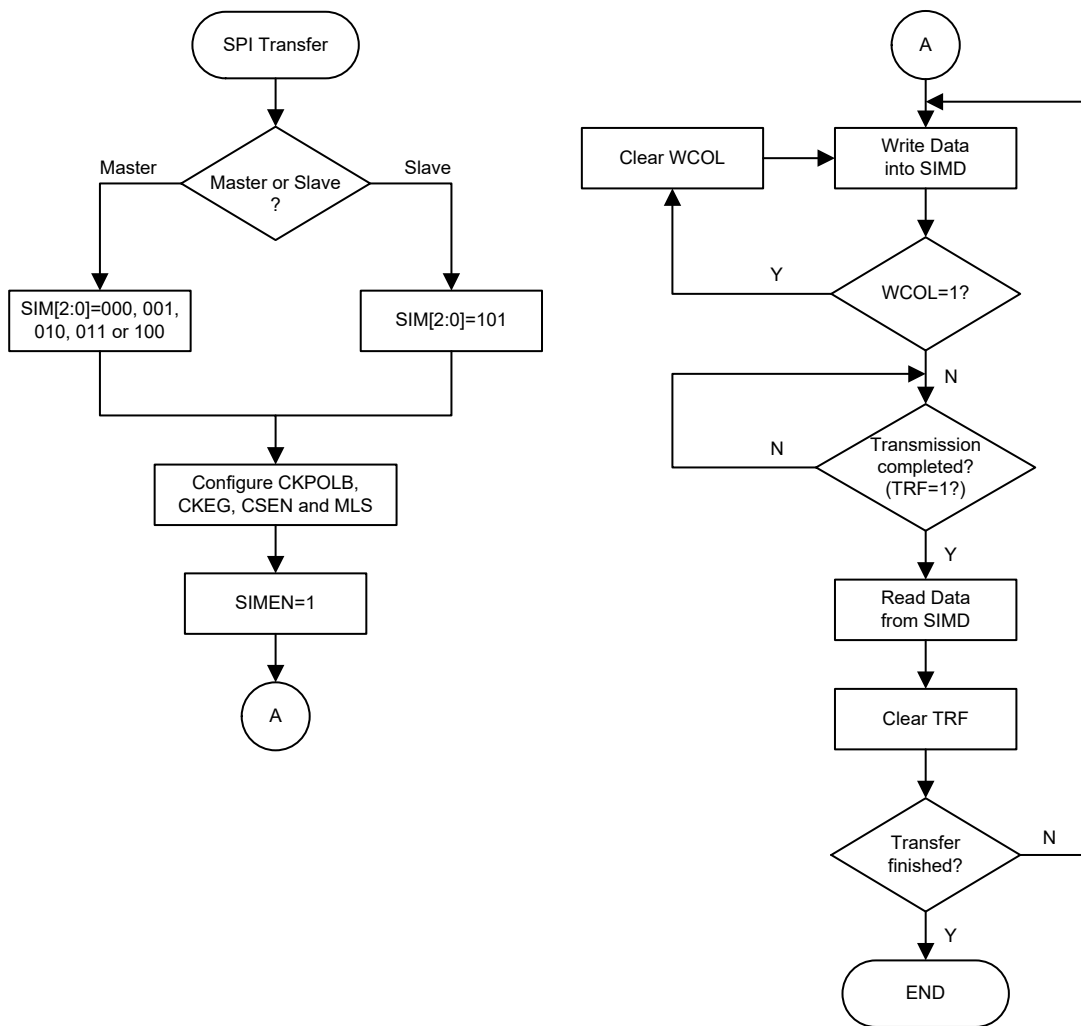 SPI Transfer
Master or Slave
?
Master
Slave
SIM[2:0]=000, 001,
010, 011 or 100
SIM[2:0]=101
Configure CKPOLB,
CKEG, CSEN and MLS
SIMEN=1
A
A
Write Data
into SIMD
Clear WCOL
WCOL=1?
Y
N
Transmission
completed?
(TRF=1?)
N
Y
Read Data
from SIMD
Clear TRF
Transfer
finished?
N
Y
END